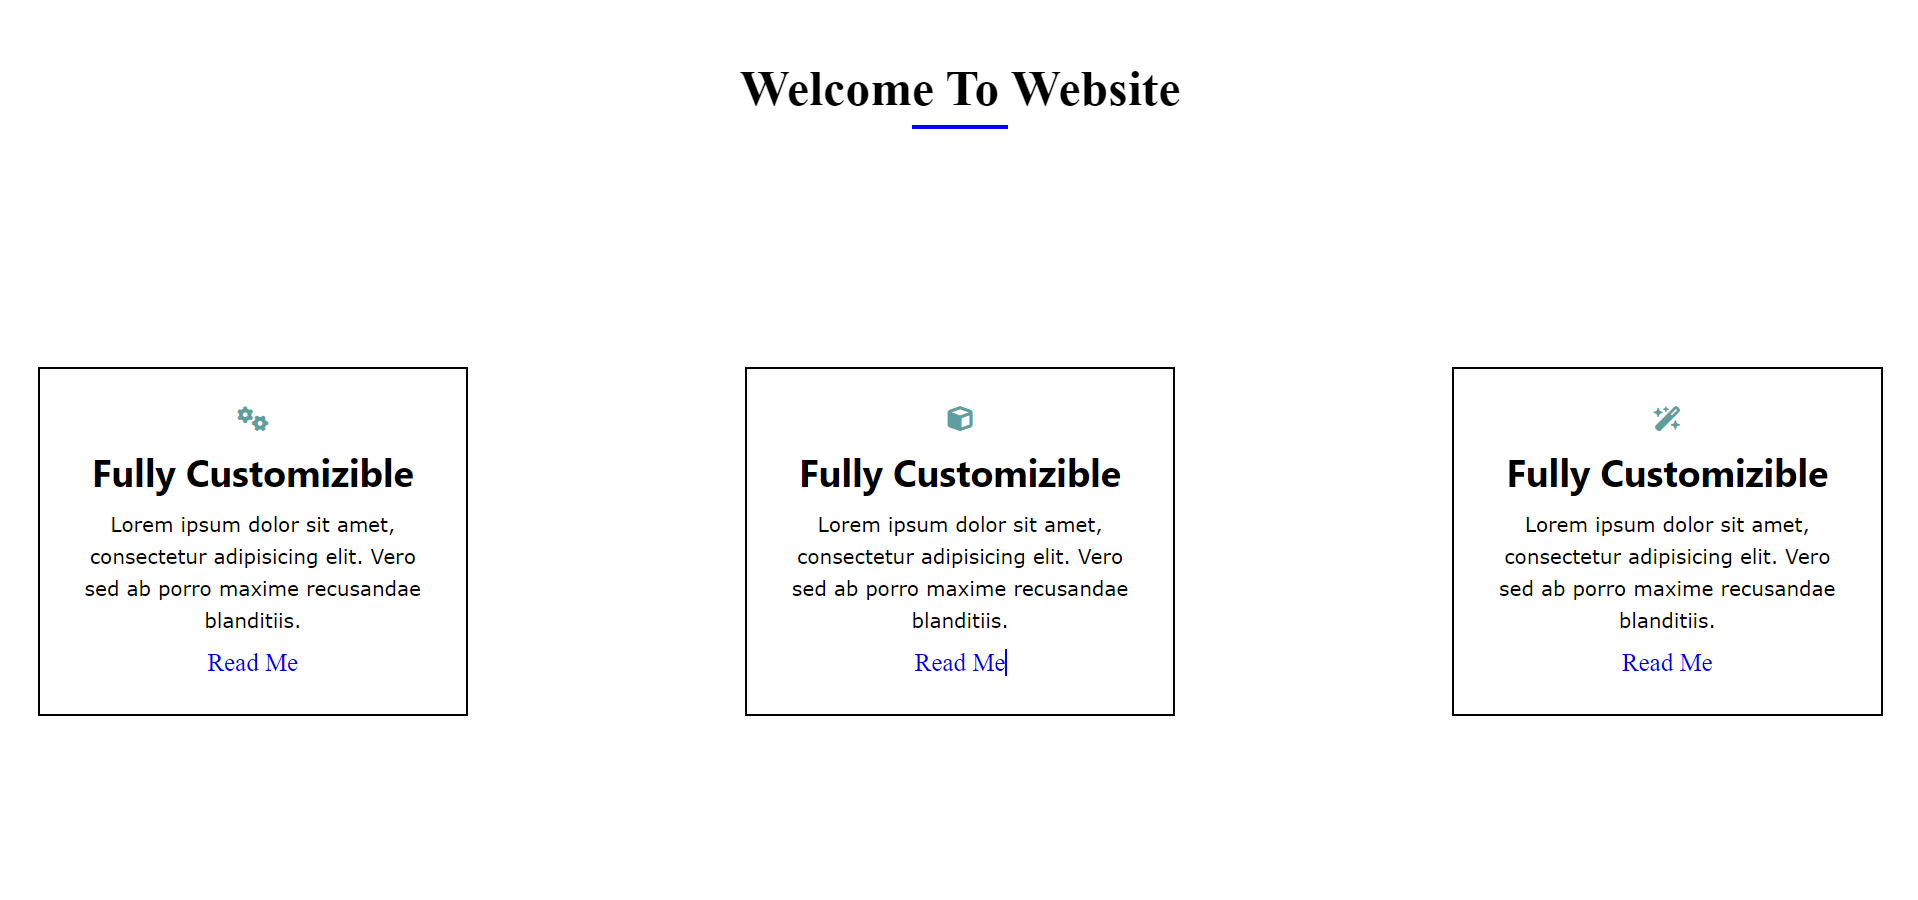 Welcome To Website
Fully Customizible
Lorem ipsum dolor sit amet,
consectetur adipisicing elit. Vero
sed ab porro maxime recusandae
blanditiis.
Read Me
Fully Customizible
Lorem ipsum dolor sit amet,
consectetur adipisicing elit. Vero
sed ab porro maxime recusandae
blanditiis.
Read Me
Fully Customizible
Lorem ipsum dolor sit amet,
consectetur adipisicing elit. Vero
sed ab porro maxime recusandae
blanditiis.
Read Me